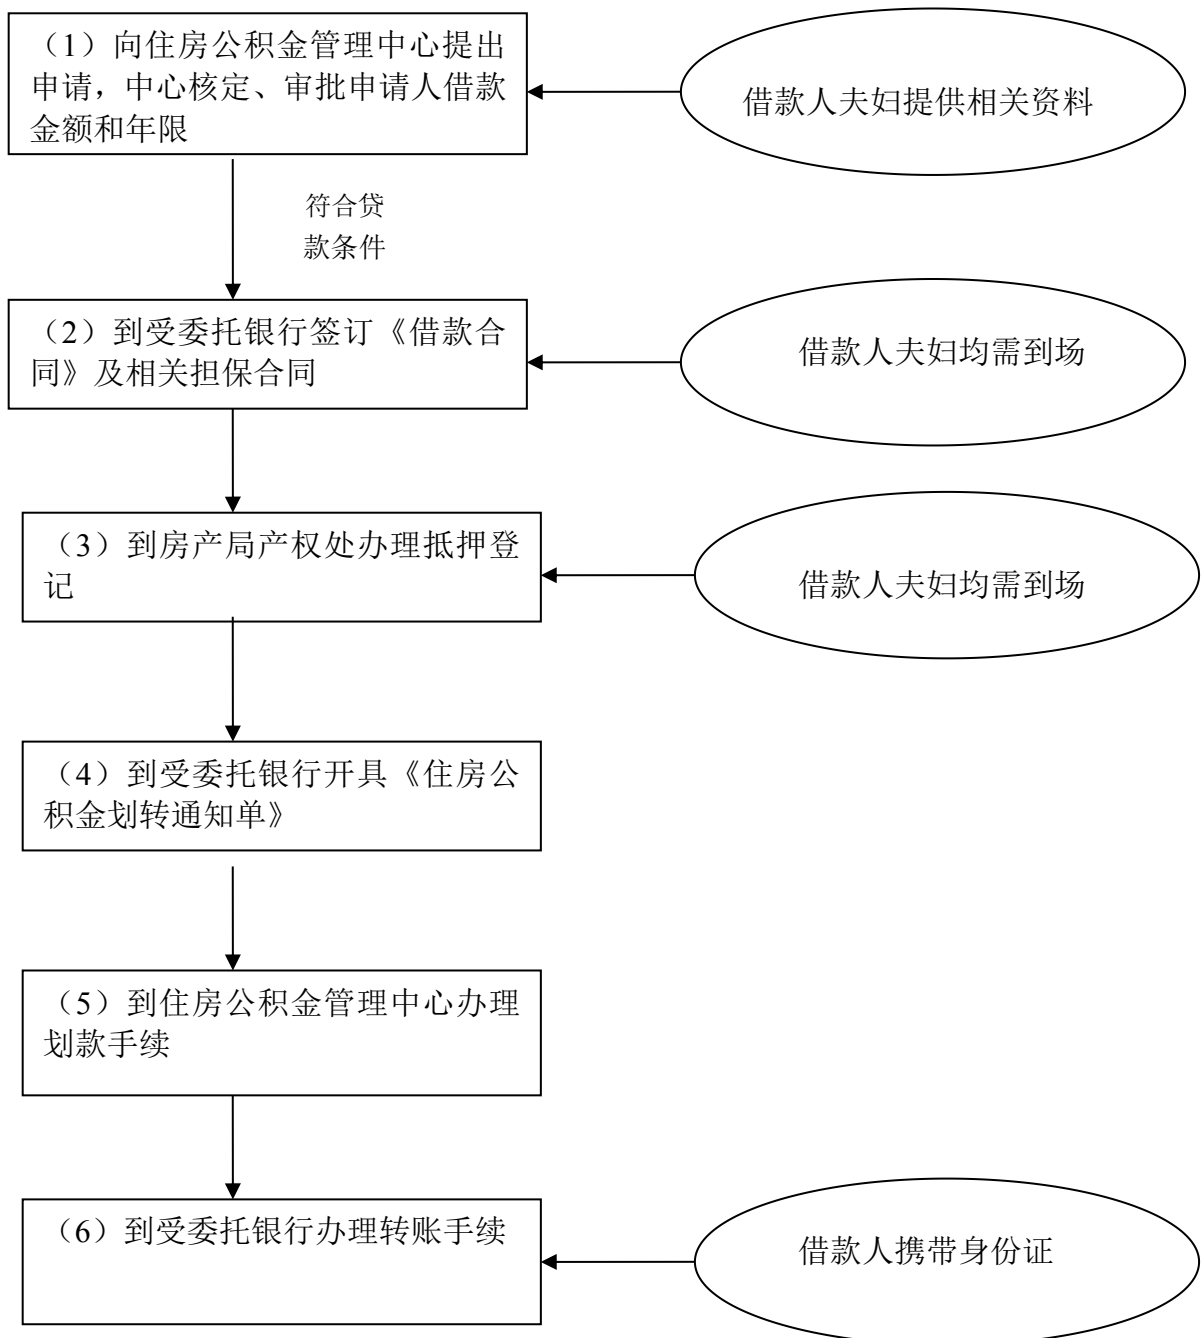 （1）向住房公积金管理中心提出
申请，中心核定、审批申请人借款
金额和年限
借款人夫妇提供相关资料
符合贷
款条件
（2）到受委托银行签订《借款合
同》及相关担保合同
借款人夫妇均需到场
（3）到房产局产权处办理抵押登
记
借款人夫妇均需到场
（4）到受委托银行开具《住房公
积金划转通知单》
（5）到住房公积金管理中心办理
划款手续
（6）到受委托银行办理转账手续
借款人携带身份证